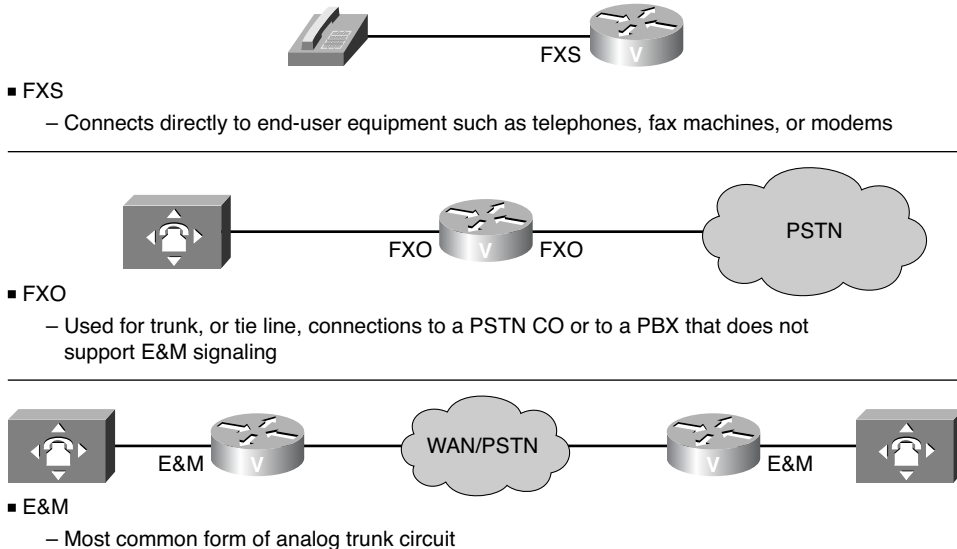 FXS
V
■ FXS
– Connects directly to end-user equipment such as telephones, fax machines, or modems
FXO
V
FXO
PSTN
■ FXO
– Used for trunk, or tie line, connections to a PSTN CO or to a PBX that does not
support E&M signaling
E&M
V
WAN/PSTN
V
E&M
■ E&M
– Most common form of analog trunk circuit